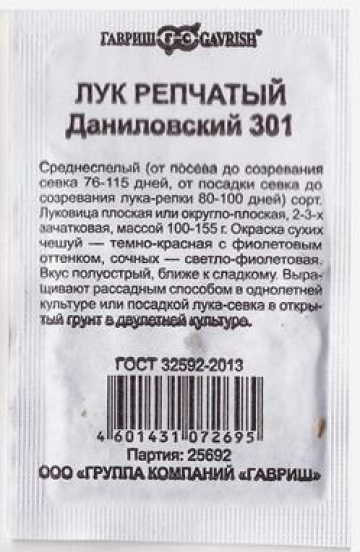 ГАВРИШ ГС GAVRISH®
ЛУК РЕПЧАТЫЙ
Даниловский 301
Среднеспелый (от посева до созревания
севка 76-115 дней, от посадки севка до
созревания лука-репки 80-100 дней) сорт.
Луковица плоская или округло-плоская, 2-3-х
зачатковая, массой 100-155 г. Окраска сухих
чешуй — темно-красная с фиолетовым
оттенком, сочных — светло-фиолетовая.
Вкус полуострый, ближе к сладкому. Выра-
щивают рассадным способом в однолетней
культуре или посадкой лука-севка в откры-
тый грунт в двулетней культуре.
ГОСТ 32592-2013
4 601431 072695
Партия: 25692
ООО «ГРУППА КОМПАНИЙ «ГАВРИШ»